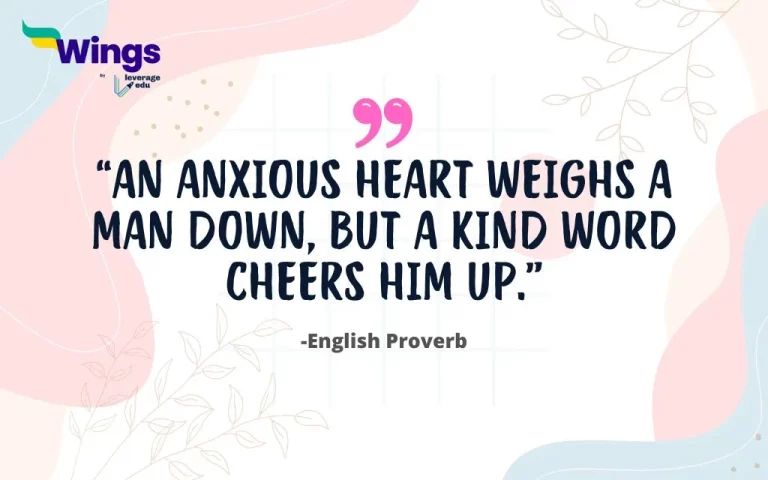 Wings
By leverage
edu
“AN ANXIOUS HEART WEIGHS A
MAN DOWN, BUT A KIND WORD
CHEERS HIM UP.”
-English Proverb